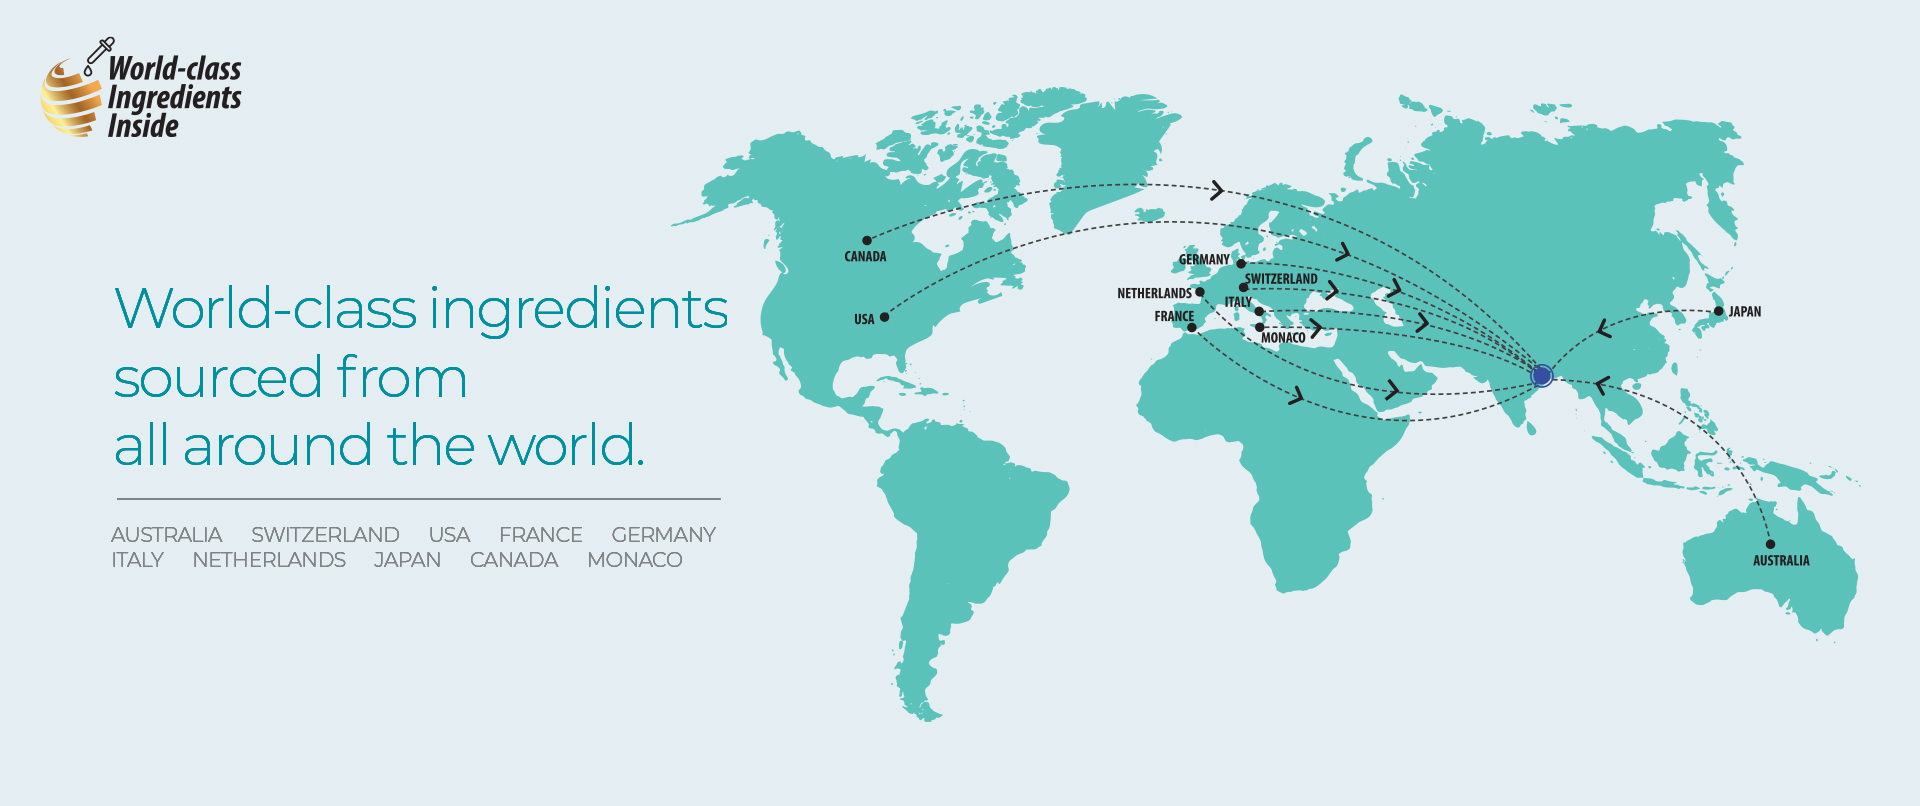 World-class
Ingredients
Inside
World-class ingredients
sourced from
all around the world.
AUSTRALIA SWITZERLAND USA FRANCE GERMANY
ITALY NETHERLANDS JAPAN CANADA MONACO
CANADA
USA
GERMANY
SWITZERLAND
NETHERLANDS
ITALY
FRANCE
MONACO
JAPAN
AUSTRALIA